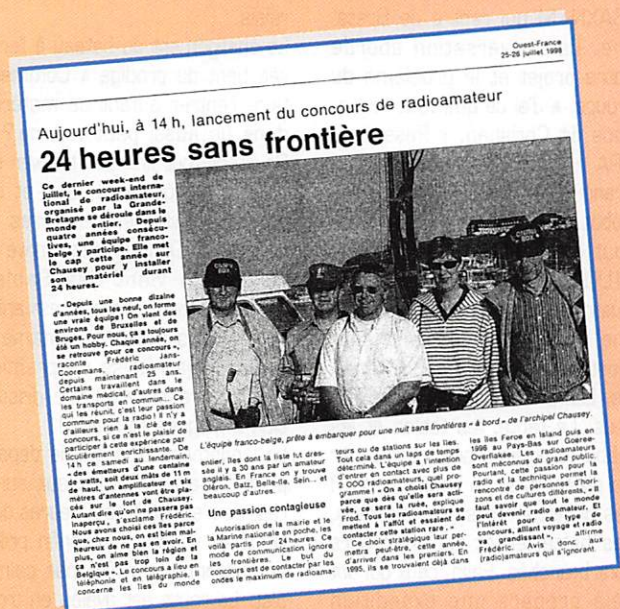 Ouest-France
25-26 juillet 1998
Aujourd'hui, à 14 h, lancement du concours de radioamateur
24 heures sans frontière
Ce dernier week-end de
juillet, le concours interna-
tional de radioamateur,
organisé par la Grande-
Bretagne se déroule dans le
monde entier. Depuis
quatre années consécu-
tives, une équipe franco-
belge y participe. Elle met
le cap cette année sur
Chausey pour y installer
son matériel durant
24 heures.
« Depuis une bonne dizaine
d'années, tous les neuf, on forme
une vraie équipe ! On vient des
environs de Bruxelles et de
Bruges. Pour nous, ça a toujours
été un hobby. Chaque année, on
se retrouve pour ce concours »,
raconte Frédéric Jans-
Cooremans, radioamateur
depuis maintenant 25 ans.
Certains travaillent dans le
domaine médical, d'autres dans
les transports en commun... Ce
qui les réunit, c'est leur passion
commune pour la radio ! Il n'y a
d'ailleurs rien à la clé de ce
concours, si ce n'est le plaisir de
participer à cette expérience par-
ticulièrement enrichissante. De
14 h ce samedi au lendemain,
« des émetteurs d'une centaine
de watts, soit deux mâts de 11 m
de haut, un amplificateur et six
mètres d'antennes vont être pla-
cés sur le fort de Chausey.
Autant dire qu'on ne passera pas
inaperçu », s'esclame Frédéric.
Nous avons choisi ces îles parce
que, chez nous, on est bien mal-
heureux de ne pas en avoir. En
plus, on aime bien la région et
ça n'est pas trop loin de la
Belgique ». Le concours a lieu en
téléphonie et en télégraphie. Il
concerne les îles du monde
L'équipe franco-belge, prête à embarquer pour une nuit sans frontières « à bord » de l'archipel Chausey.
entier, îles dont la liste fut dres-
sée il y a 30 ans par un amateur
anglais. En France on y trouve
Oléron, Batz, Belle-Ile, Sein... et
beaucoup d'autres.
Une passion contagieuse
Autorisation de la mairie et de
la Marine nationale en poche, les
voilà partis pour 24 heures. Ce
mode de communication ignore
les frontières. Le but du
concours est de contacter par les
ondes le maximum de radioama-
teurs ou de stations sur les îles.
Tout cela dans un laps de temps
déterminé. L'équipe a l'intention
d'entrer en contact avec plus de
2 000 radioamateurs, quel pro-
gramme ! « On a choisi Chausey
parce que dès qu'elle sera acti-
vée, ce sera la ruée, explique
Fred. Tous les radioamateurs se
mettent à l'affût et essaient de
contacter cette station rare ».
Ce choix stratégique leur per-
mettra peut-être, cette année,
d'arriver dans les premiers. En
1995, ils se trouvaient déjà dans
les îles Feroe en Island puis en
1996 au Pays-Bas sur Goeree-
Overflakee. Les radioamateurs
sont méconnus du grand public.
Pourtant, cette passion pour la
radio et la technique permet la
rencontre de personnes d'hori-
zons et de cultures différents, « Il
faut savoir que tout le monde
peut devenir radio amateur. Et
l'intérêt pour ce type de
concours, alliant voyage et radio
va grandissant », affirme
Frédéric. Avis donc aux
(radio)amateurs qui s'ignorent.